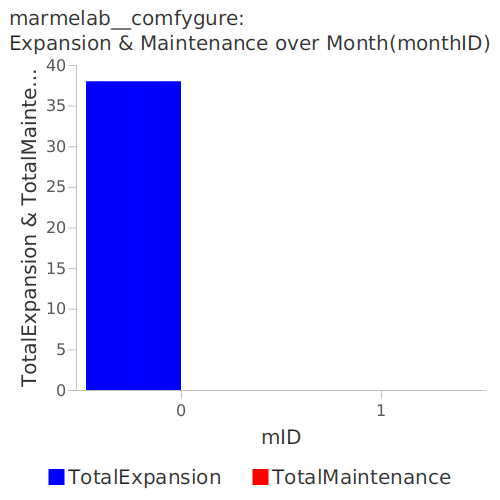 marmelab__comfygure:
Expansion & Maintenance over Month(monthID)
TotalExpansion & TotalMainte...
40
35
30
25
20
15
10
5
0
0 1
mID
TotalExpansion TotalMaintenance